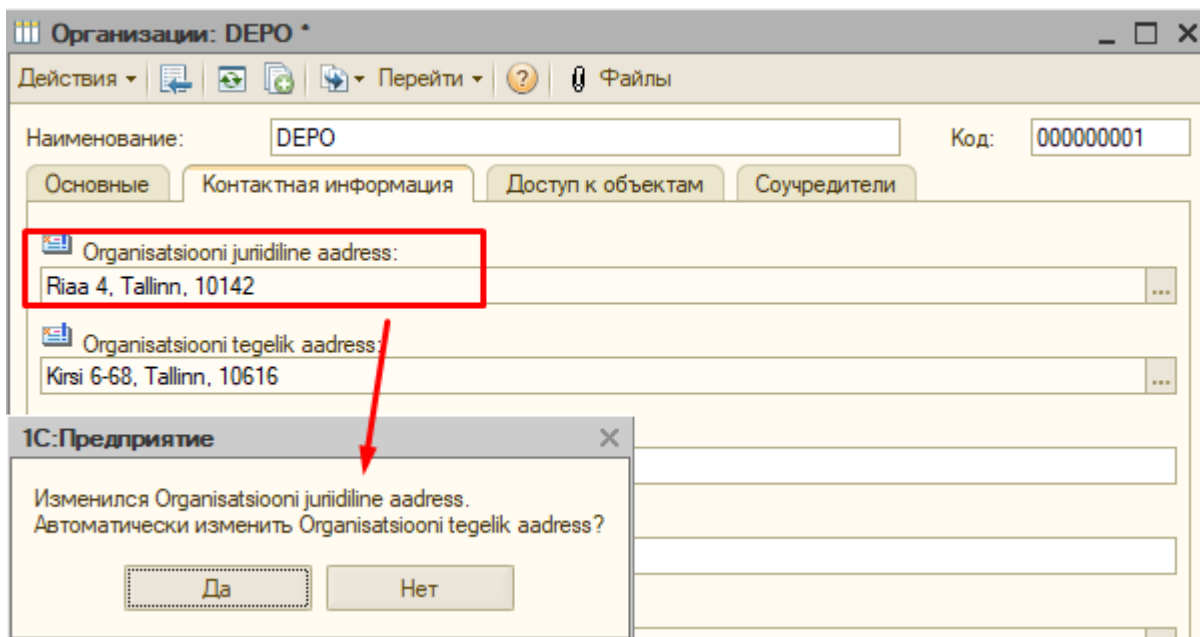 Организации: DEPO *
Действия Перейти ? Файлы
Наименование: DEPO Код: 000000001
Основные Контактная информация Доступ к объектам Соучредители
Organisatsiooni juriidiline aadress:
Riaa 4, Tallinn, 10142 ...
Organisatsiooni tegelik aadress:
Kirsi 6-68, Tallinn, 10616 ...
1С:Предприятие
Изменился Organisatsiooni juriidiline aadress.
Автоматически изменить Organisatsiooni tegelik aadress?
Да Нет